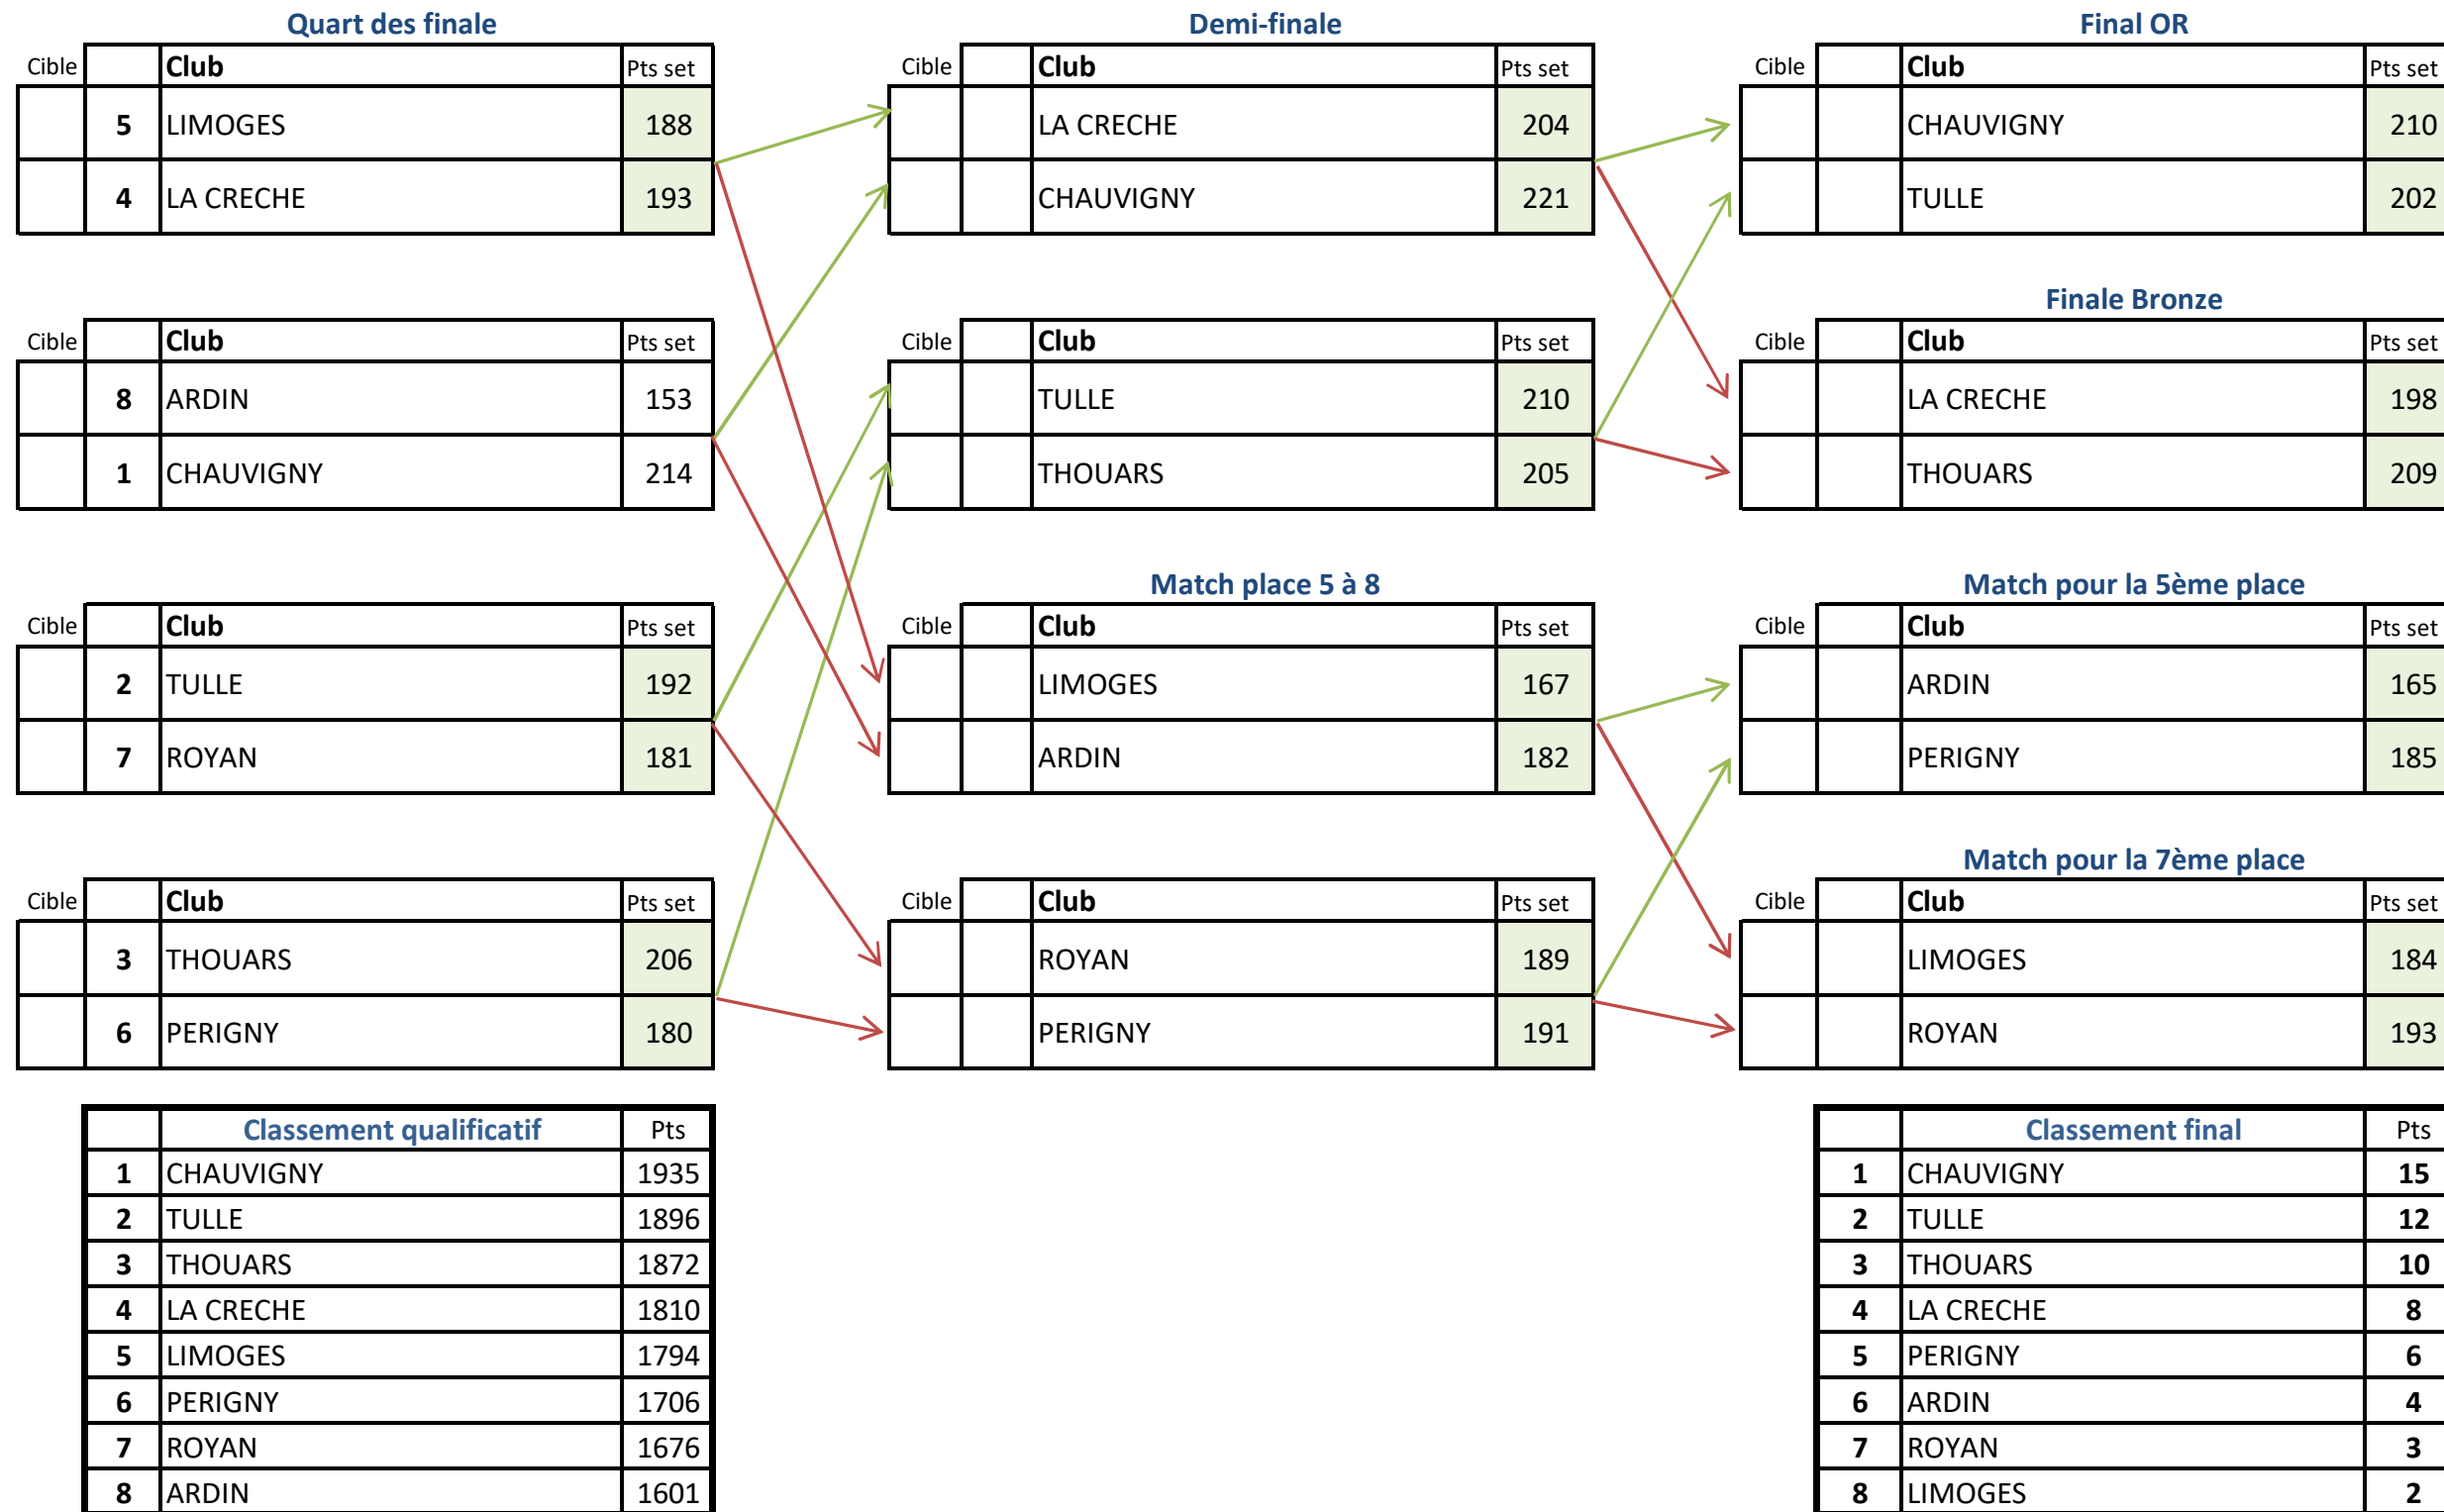 Quart des finale Demi-finale Final OR
Cible Club Pts set Cible Club Pts set Cible Club Pts set
5 LIMOGES 188 LA CRECHE 204 CHAUVIGNY 210
4 LA CRECHE 193 CHAUVIGNY 221 TULLE 202
Finale Bronze
Cible Club Pts set Cible Club Pts set Cible Club Pts set
8 ARDIN 153 TULLE 210 LA CRECHE 198
1 CHAUVIGNY 214 THOUARS 205 THOUARS 209
Match place 5 à 8 Match pour la 5ème place
Cible Club Pts set Cible Club Pts set Cible Club Pts set
2 TULLE 192 LIMOGES 167 ARDIN 165
7 ROYAN 181 ARDIN 182 PERIGNY 185
Match pour la 7ème place
Cible Club Pts set Cible Club Pts set Cible Club Pts set
3 THOUARS 206 ROYAN 189 LIMOGES 184
6 PERIGNY 180 PERIGNY 191 ROYAN 193
Classement qualificatif Pts Classement final Pts
1 CHAUVIGNY 1935 1 CHAUVIGNY 15
2 TULLE 1896 2 TULLE 12
3 THOUARS 1872 3 THOUARS 10
4 LA CRECHE 1810 4 LA CRECHE 8
5 LIMOGES 1794 5 PERIGNY 6
6 PERIGNY 1706 6 ARDIN 4
7 ROYAN 1676 7 ROYAN 3
8 ARDIN 1601 8 LIMOGES 2